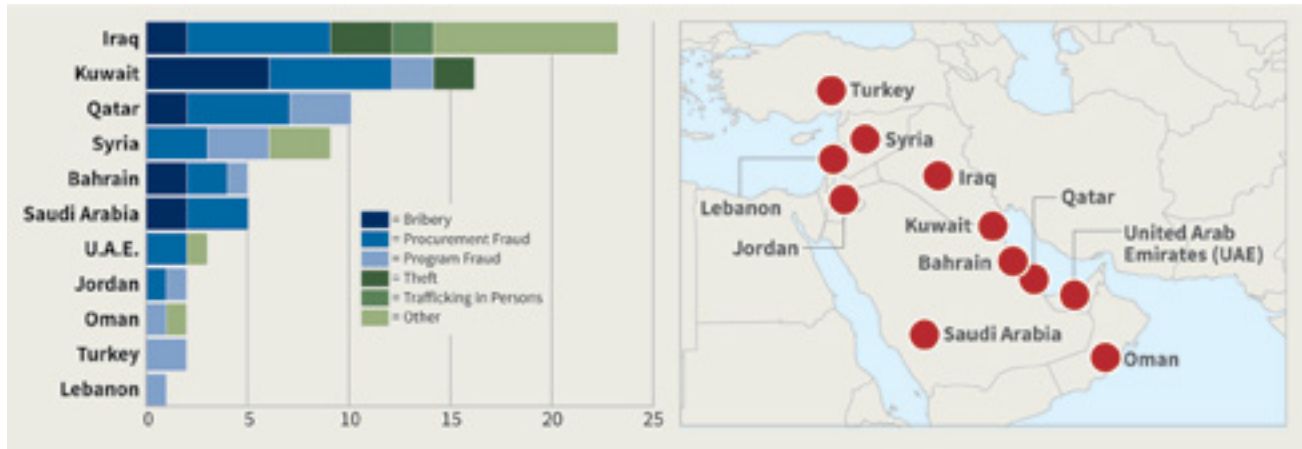 Iraq
Kuwait
Qatar
Syria
Bahrain
Saudi Arabia
U.A.E.
Jordan
Oman
Turkey
Lebanon
0 5 10 15 20 25
= Bribery
= Procurement Fraud
= Program Fraud
= Theft
= Trafficking in Persons
= Other
Turkey
Syria
Iraq
Lebanon
Qatar
Jordan
Kuwait
United Arab
Emirates (UAE)
Bahrain
Saudi Arabia
Oman